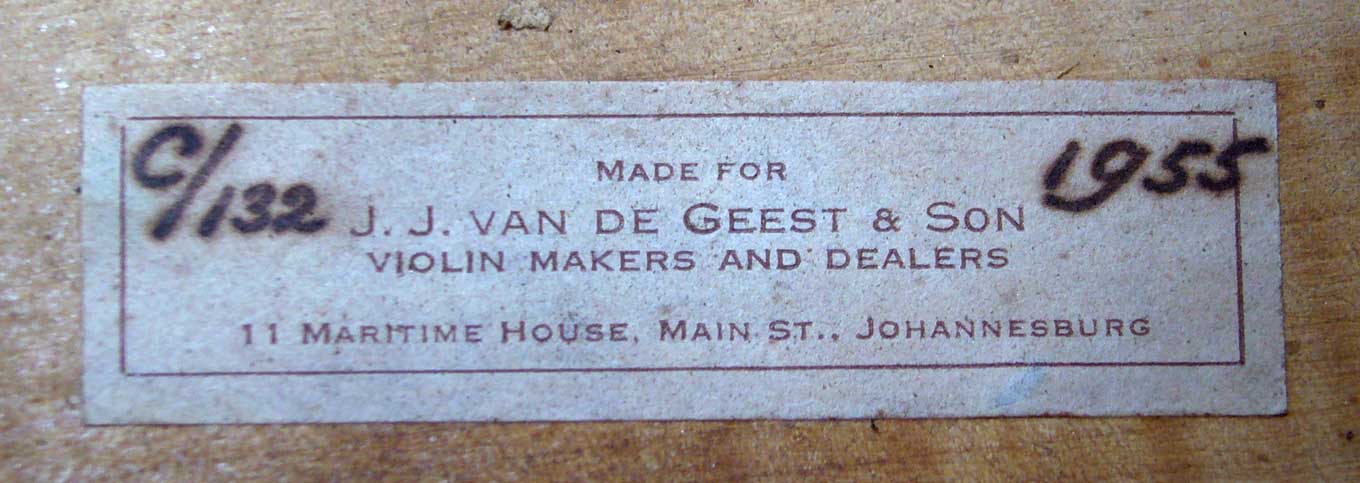 C/132
1955
MADE FOR
J. J. VAN DE GEEST & SON
VIOLIN MAKERS AND DEALERS
11 MARITIME HOUSE, MAIN ST., JOHANNESBURG